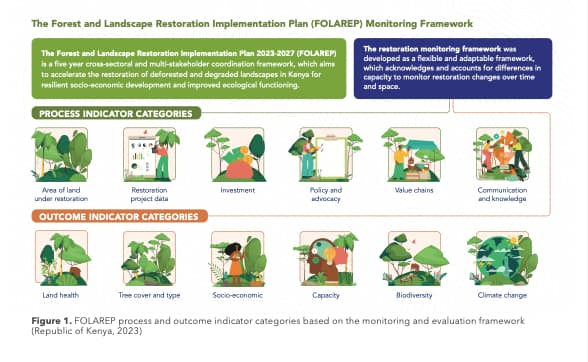 The Forest and Landscape Restoration Implementation Plan (FOLAREP) Monitoring Framework
The Forest and Landscape Restoration Implementation Plan 2023-2027 (FOLAREP)
is a five year cross-sectoral and multi-stakeholder coordination framework, which aims
to accelerate the restoration of deforested and degraded landscapes in Kenya for
resilient socio-economic development and improved ecological functioning.
The restoration monitoring framework was
developed as a flexible and adaptable framework,
which acknowledges and accounts for differences in
capacity to monitor restoration changes over time
and space.
PROCESS INDICATOR CATEGORIES
Area of land
under restoration
Restoration
project data
Investment
Policy and
advocacy
Value chains
Communication
and knowledge
OUTCOME INDICATOR CATEGORIES
Land health
Tree cover and type
Socio-economic
Capacity
Biodiversity
Climate change
Figure 1. FOLAREP process and outcome indicator categories based on the monitoring and evaluation framework
(Republic of Kenya, 2023)